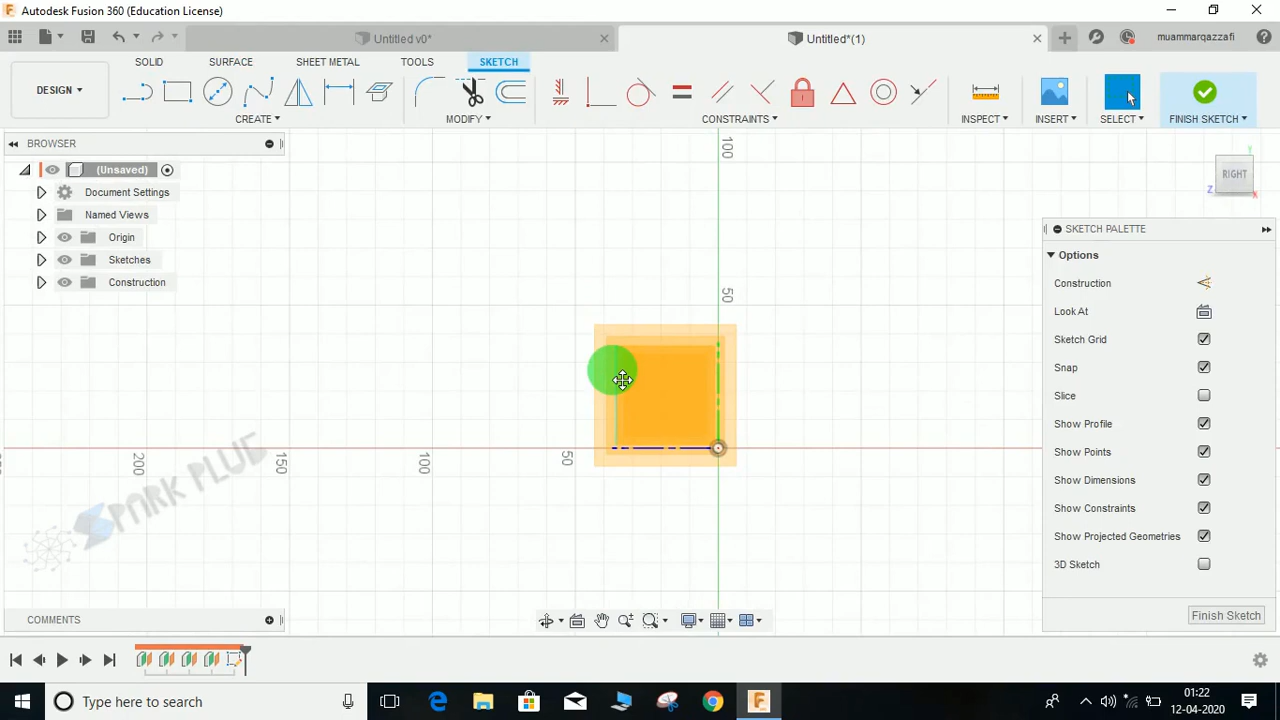 Autodesk Fusion 360 (Education License)
Untitled v0*
Untitled*(1)
muammarqazzafi
SOLID
SURFACE
SHEET METAL
TOOLS
SKETCH
DESIGN
CREATE
MODIFY
CONSTRAINTS
INSPECT
INSERT
SELECT
FINISH SKETCH
BROWSER
(Unsaved)
Document Settings
Named Views
Origin
Sketches
Construction
100
50
50
100
150
200
RIGHT
Y
Z
X
SKETCH PALETTE
Options
Construction
Look At
Sketch Grid
Snap
Slice
Show Profile
Show Points
Show Dimensions
Show Constraints
Show Projected Geometries
3D Sketch
Finish Sketch
SPARK PLUE
COMMENTS
Type here to search
01:22
12-04-2020